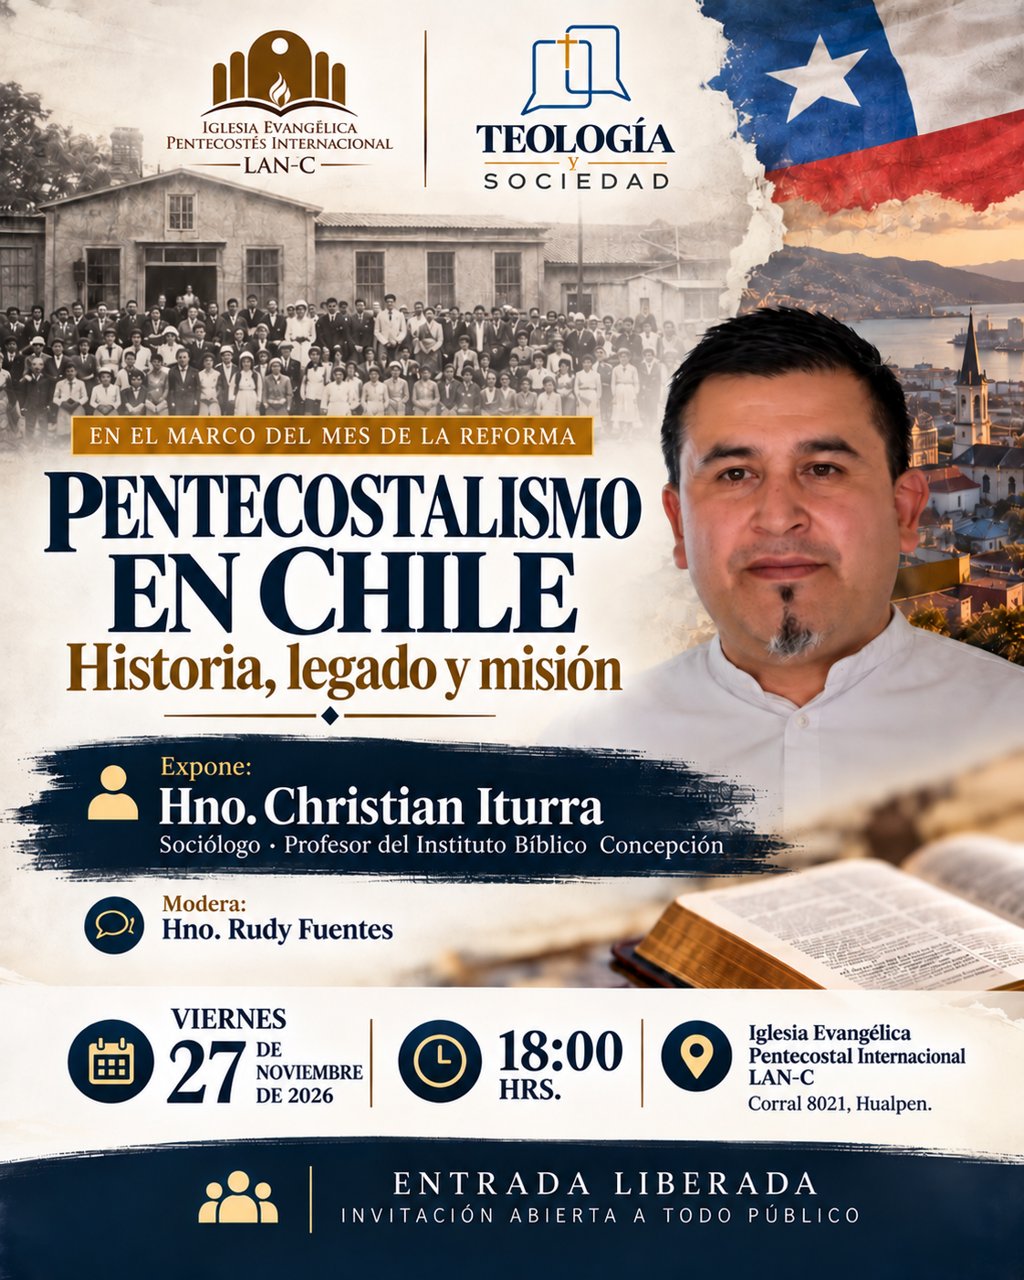 IGLESIA EVANGÉLICA
PENTECOSTÉS INTERNACIONAL
LAN-C
TEOLOGÍA
Y
SOCIEDAD
EN EL MARCO DEL MES DE LA REFORMA
PENTECOSTALISMO
EN CHILE
Historia, legado y misión
Expone:
Hno. Christian Iturra
Sociólogo • Profesor del Instituto Bíblico Concepción
Modera:
Hno. Rudy Fuentes
VIERNES
27 DE
NOVIEMBRE
DE 2026
18:00
HRS.
Iglesia Evangélica
Pentecostal Internacional
LAN-C
Corral 8021, Hualpen.
ENTRADA LIBERADA
INVITACIÓN ABIERTA A TODO PÚBLICO